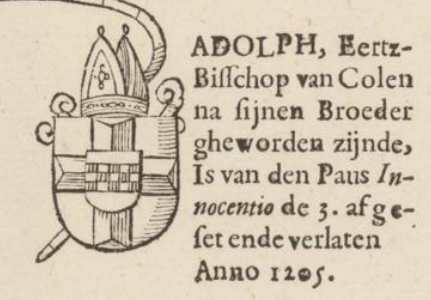 ADOLPH, Eertz-
Biſſchop van Colen
na ſijnen Broeder
gheworden zijnde,
Is van den Paus In-
nocentio de 3. afge-
ſet ende verlaten
Anno 1205.